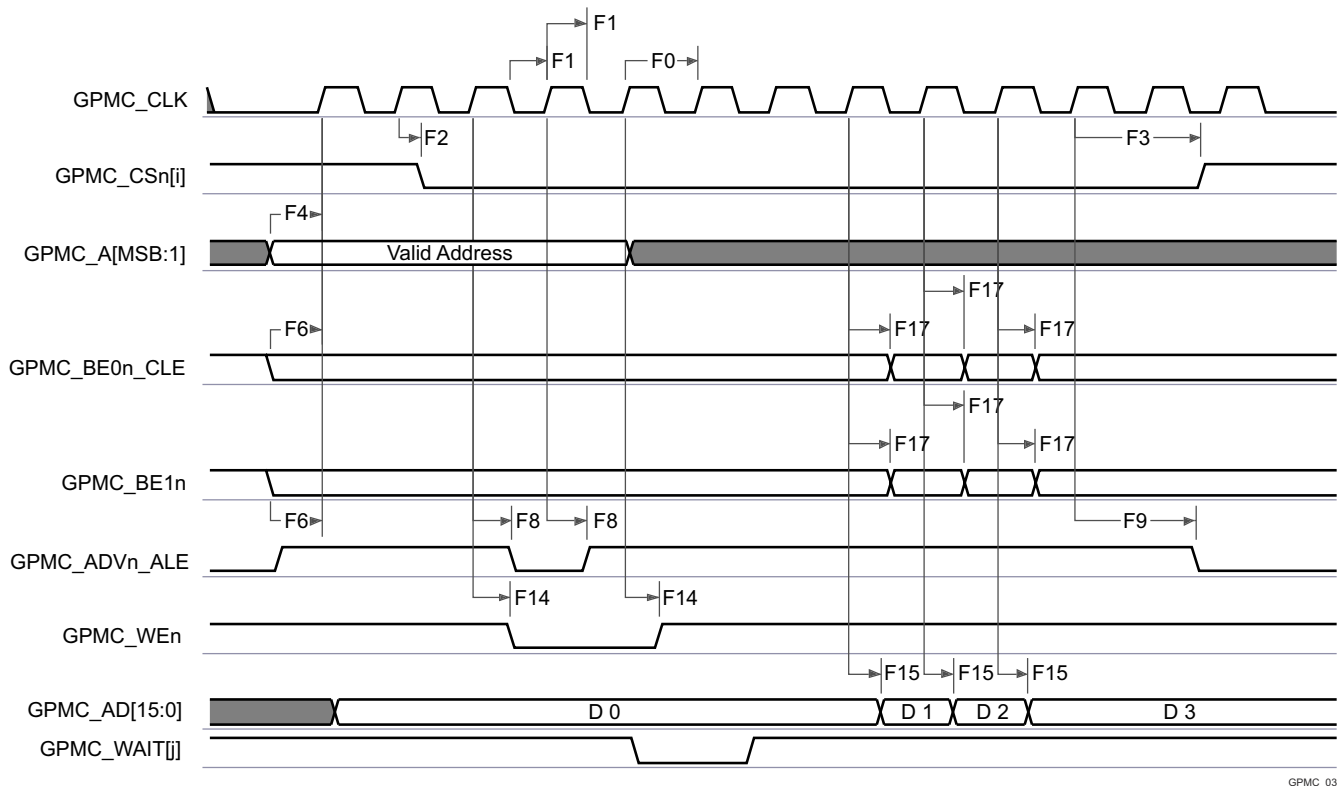 F1
F1
F0
GPMC_CLK
F2
F3
GPMC_CSn[i]
F4
GPMC_A[MSB:1]
Valid Address
F17
F6
F17
F17
GPMC_BE0n_CLE
F17
F17
F17
GPMC_BE1n
F6
F8
F8
F9
GPMC_ADVn_ALE
F14
F14
GPMC_WEn
F15
F15
F15
GPMC_AD[15:0]
D 0
D 1
D 2
D 3
GPMC_WAIT[j]
GPMC_03